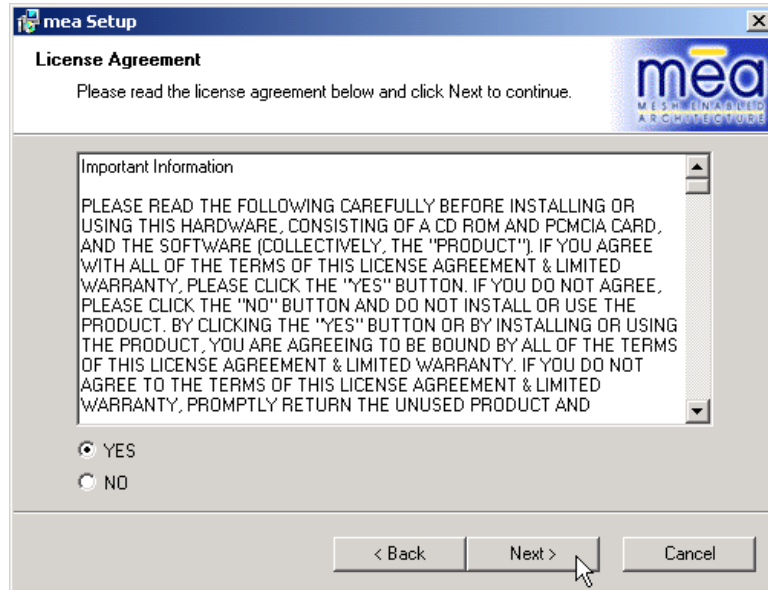 mea Setup
License Agreement
Please read the license agreement below and click Next to continue.
mēa
MESH ENABLED
ARCHITECTURE
Important Information
PLEASE READ THE FOLLOWING CAREFULLY BEFORE INSTALLING OR
USING THIS HARDWARE, CONSISTING OF A CD ROM AND PCMCIA CARD,
AND THE SOFTWARE (COLLECTIVELY, THE "PRODUCT"). IF YOU AGREE
WITH ALL OF THE TERMS OF THIS LICENSE AGREEMENT & LIMITED
WARRANTY, PLEASE CLICK THE "YES" BUTTON. IF YOU DO NOT AGREE,
PLEASE CLICK THE "NO" BUTTON AND DO NOT INSTALL OR USE THE
PRODUCT. BY CLICKING THE "YES" BUTTON OR BY INSTALLING OR USING
THE PRODUCT, YOU ARE AGREEING TO BE BOUND BY ALL OF THE TERMS
OF THIS LICENSE AGREEMENT & LIMITED WARRANTY. IF YOU DO NOT
AGREE TO THE TERMS OF THIS LICENSE AGREEMENT & LIMITED
WARRANTY, PROMPTLY RETURN THE UNUSED PRODUCT AND
YES
NO
< Back
Next >
Cancel